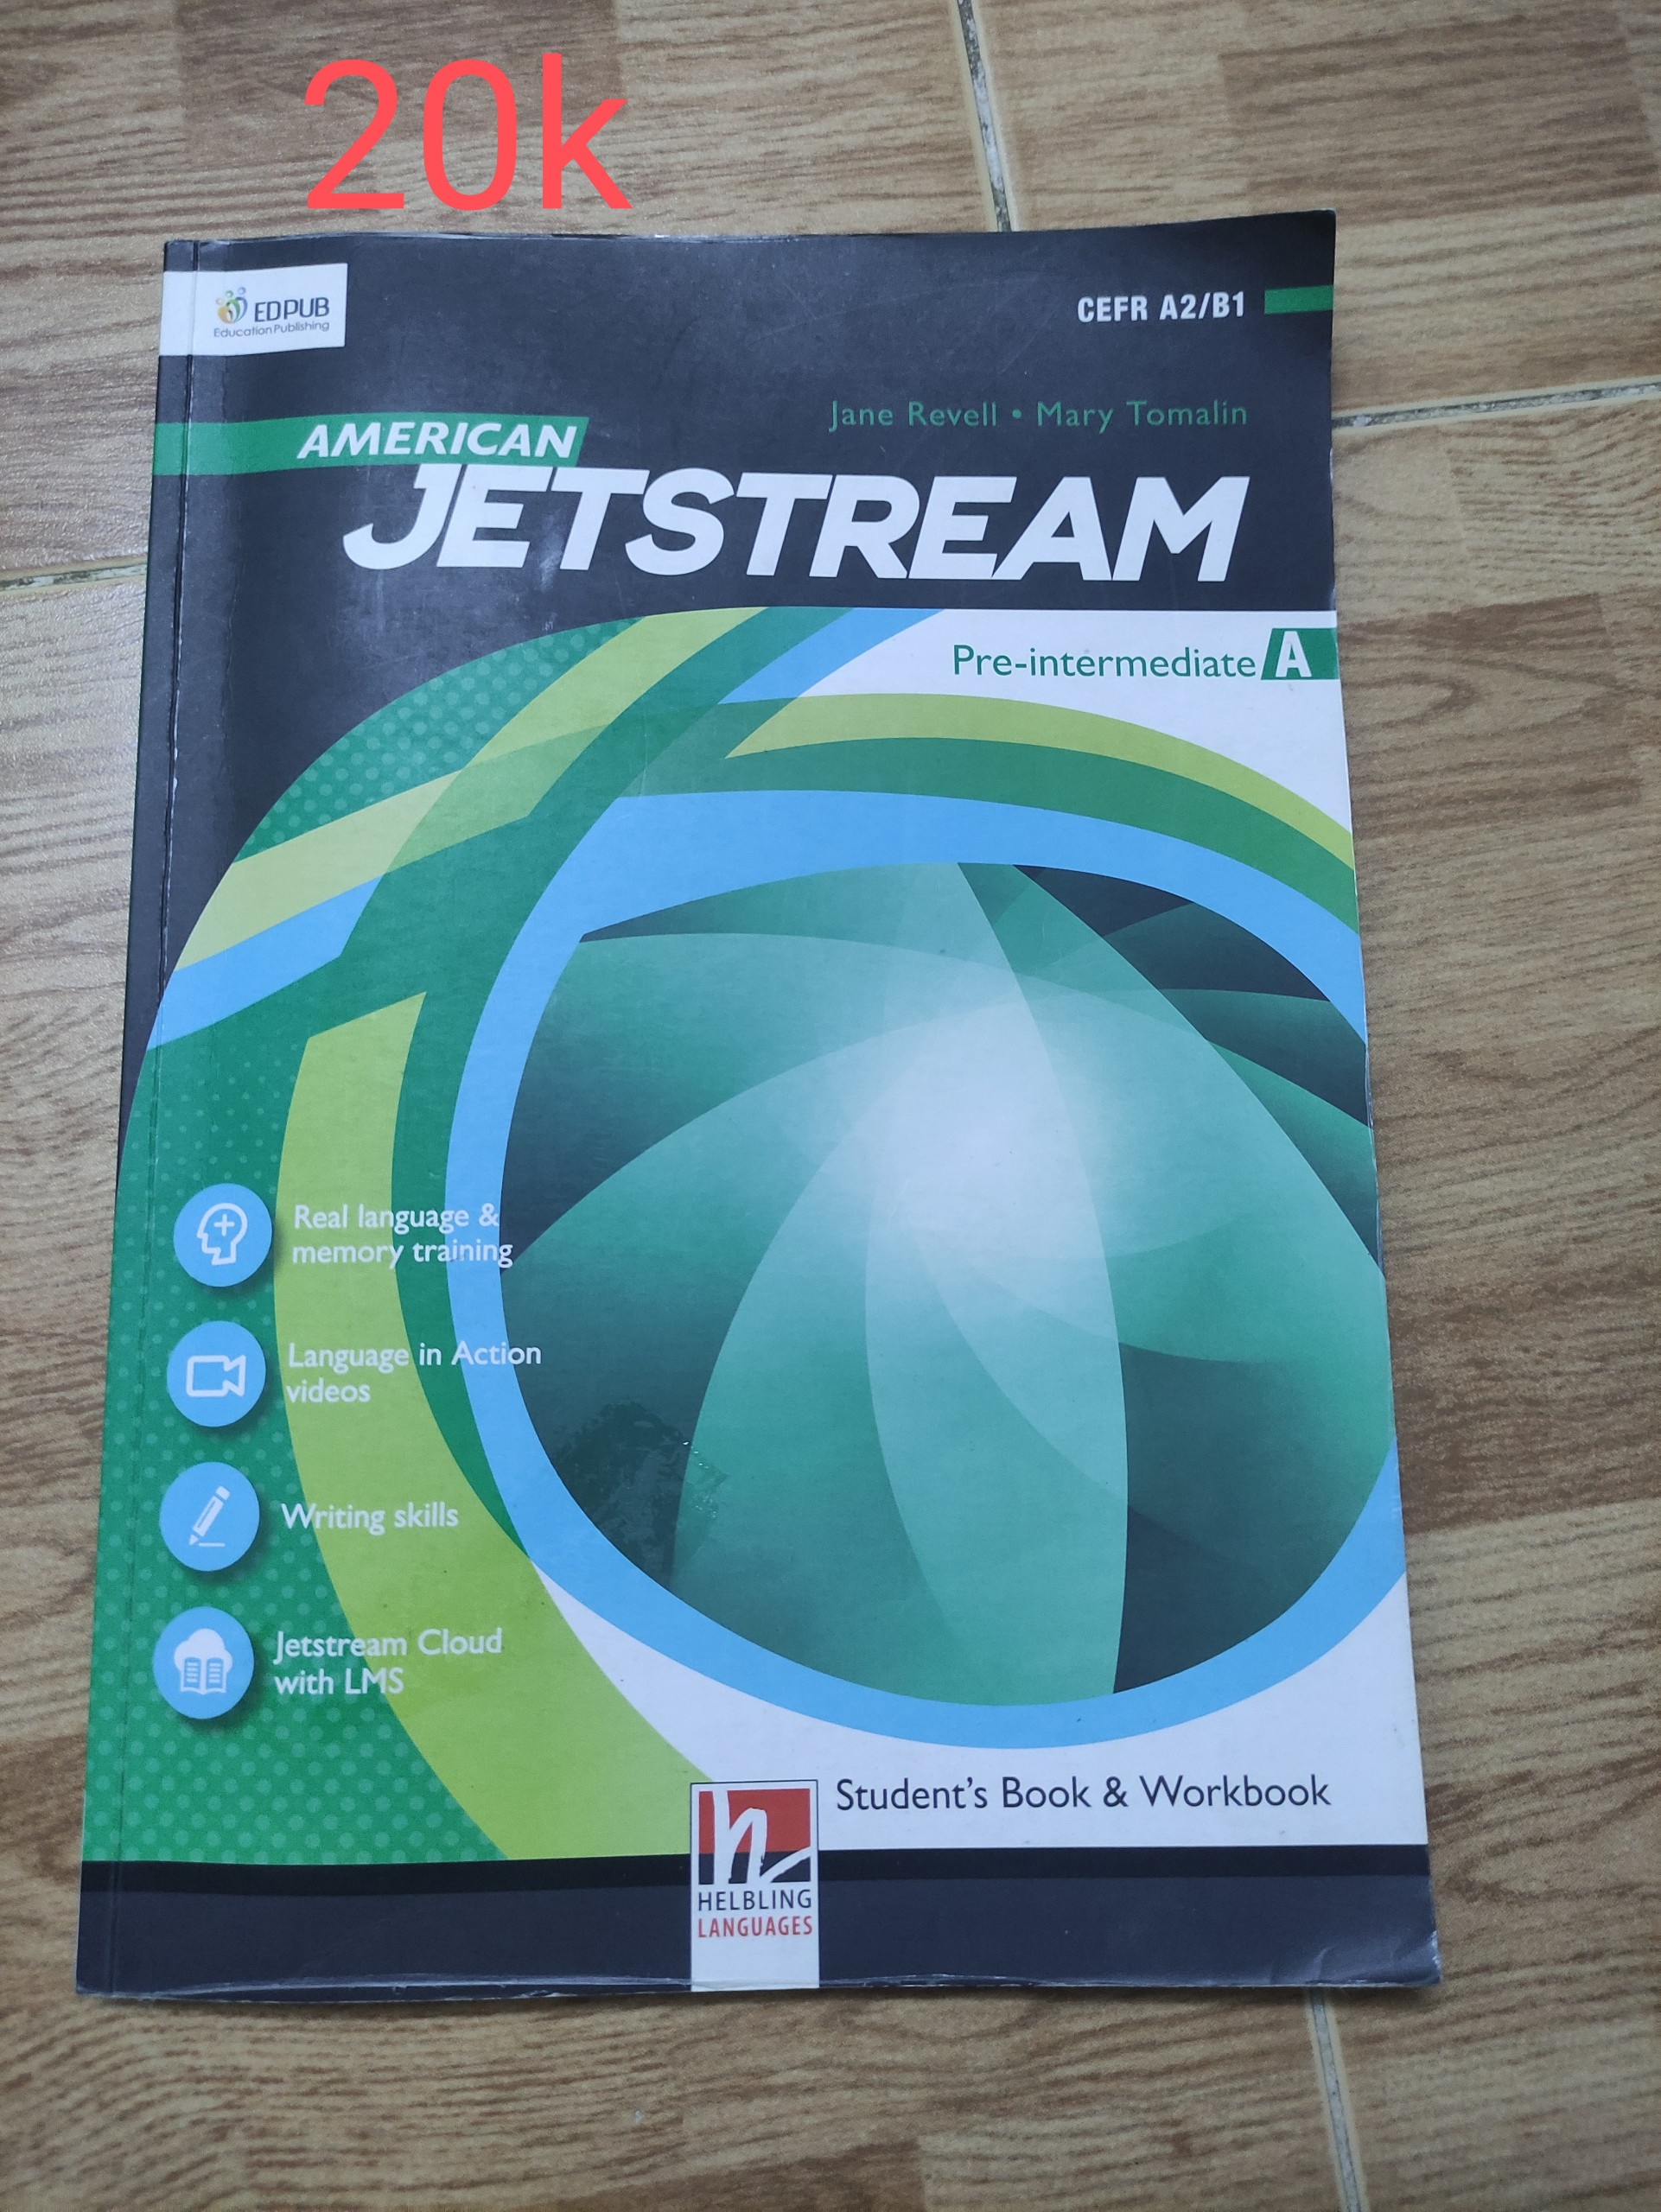 20k
EDPUB
Education Publishing
CEFR A2/B1
Jane Revell • Mary Tomalin
AMERICAN
JETSTREAM
Pre-intermediate A
Real language &
memory training
Language in Action
videos
Writing skills
Jetstream Cloud
with LMS
Student's Book & Workbook
h
HELBLING
LANGUAGES